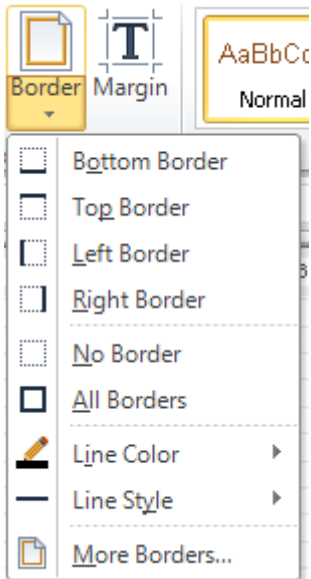 Border Margin
AaBbCc
Normal
Bottom Border
Top Border
Left Border
Right Border
No Border
All Borders
Line Color
Line Style
More Borders...